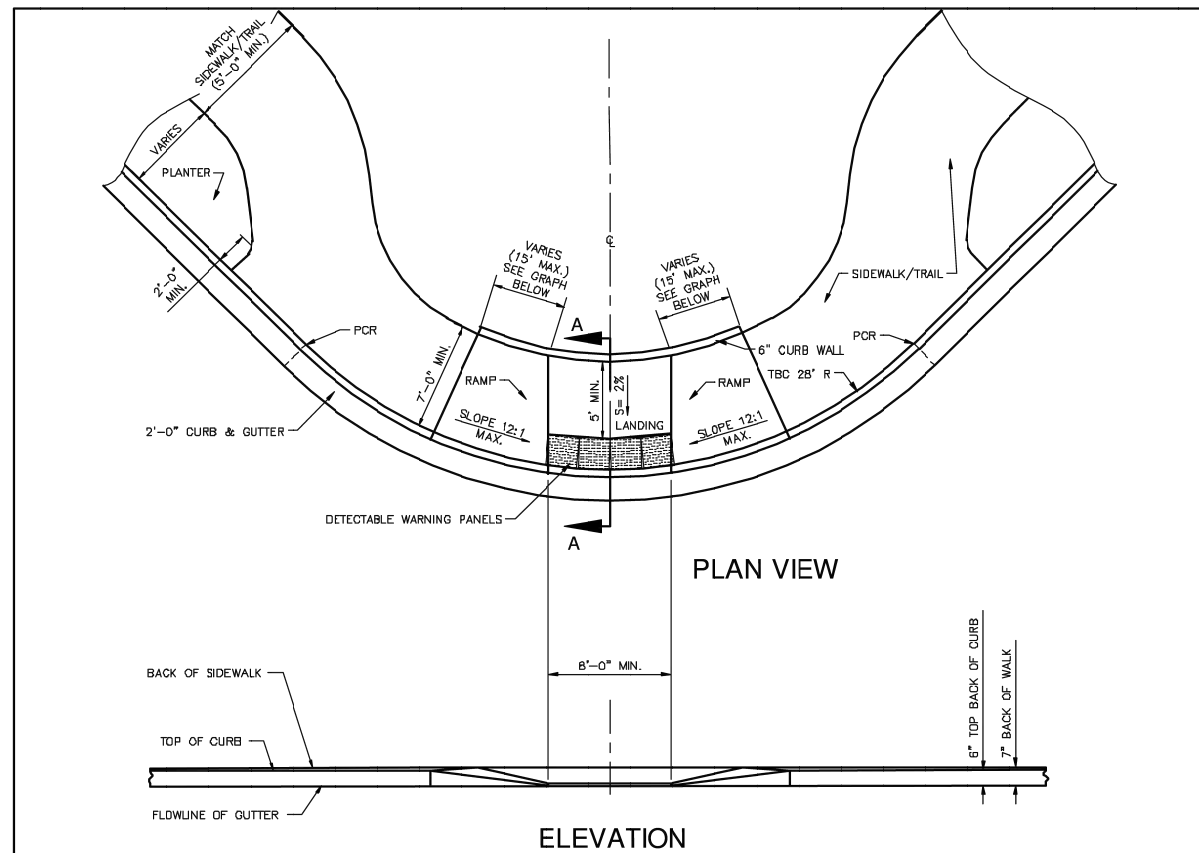 MATCH
SIDEWALK/TRAIL
(5'-0" MIN.)
VARIES
PLANTER
2'-0"
MIN.
VARIES
(15' MAX.)
SEE GRAPH
BELOW
℄
VARIES
(15' MAX.)
SEE GRAPH
BELOW
SIDEWALK/TRAIL
A
PCR
PCR
6" CURB WALL
TBC 28' R
7'-0" MIN.
RAMP
5' MIN.
S= 2%
RAMP
SLOPE 12:1
MAX.
LANDING
SLOPE 12:1
MAX.
2'-0" CURB & GUTTER
DETECTABLE WARNING PANELS
A
PLAN VIEW
8'-0" MIN.
6" TOP BACK OF CURB
7" BACK OF WALK
BACK OF SIDEWALK
TOP OF CURB
FLOWLINE OF GUTTER
ELEVATION